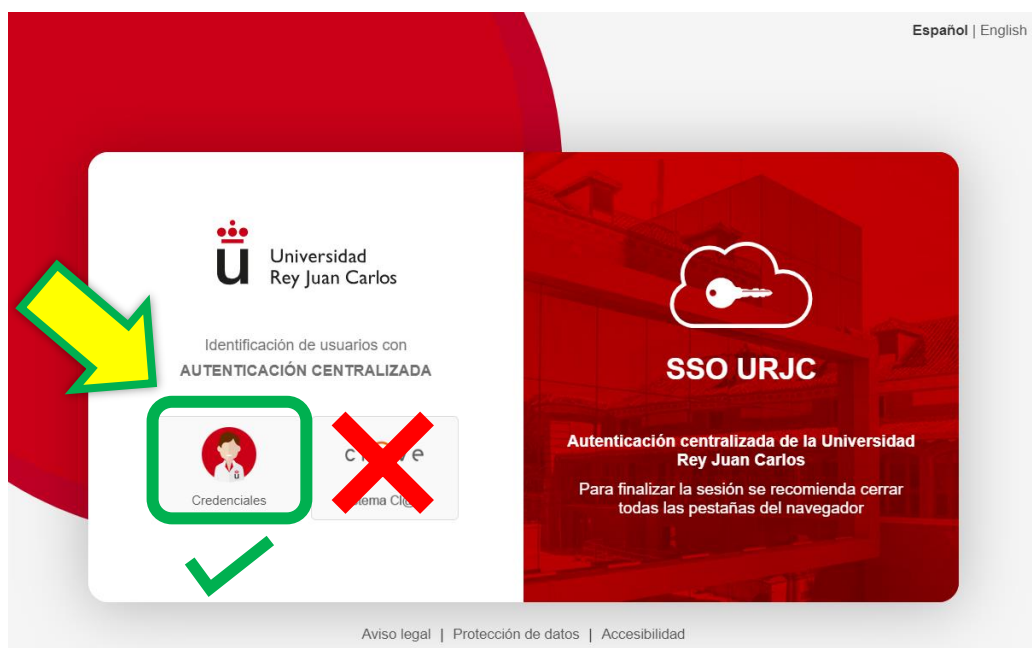 Español | English
ü Universidad
Rey Juan Carlos
Identificación de usuarios con
AUTENTICACIÓN CENTRALIZADA
Credenciales
SSO URJC
Autenticación centralizada de la Universidad
Rey Juan Carlos
Para finalizar la sesión se recomienda cerrar
todas las pestañas del navegador
Aviso legal | Protección de datos | Accesibilidad